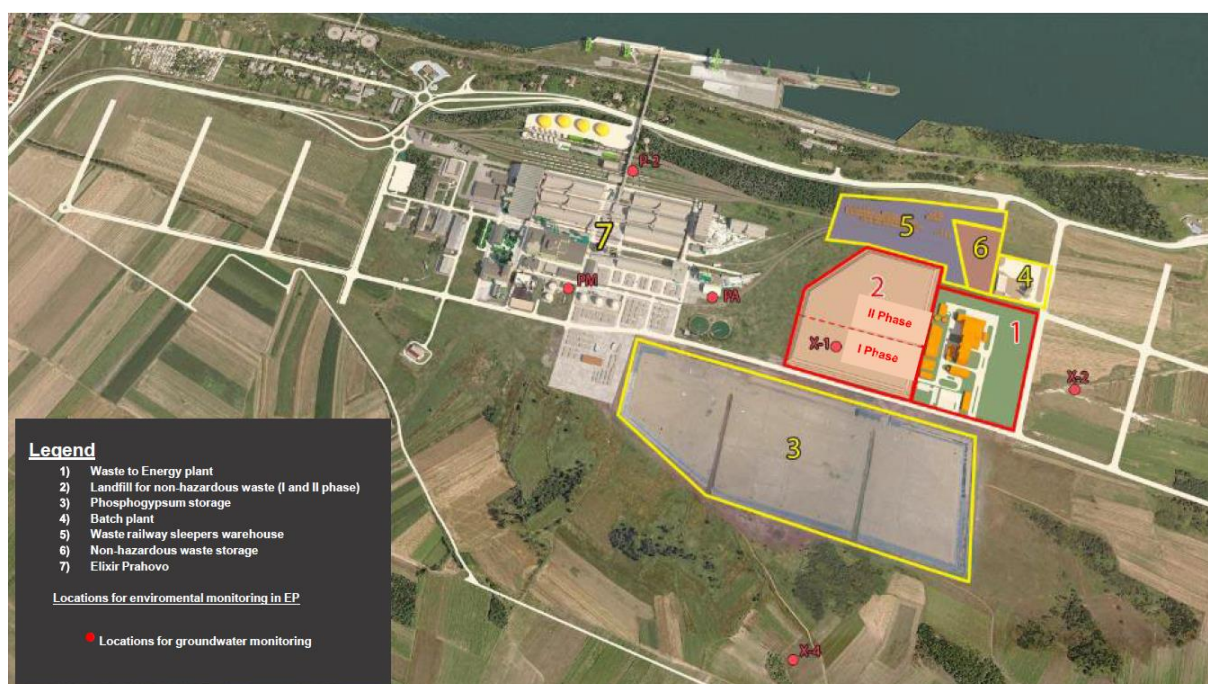 P-2
5
6
7
4
PM
PA
2
1
II Phase
X-1
I Phase
X-2
3
Legend
1) Waste to Energy plant
2) Landfill for non-hazardous waste (I and II phase)
3) Phosphogypsum storage
4) Batch plant
5) Waste railway sleepers warehouse
6) Non-hazardous waste storage
7) Elixir Prahovo
Locations for enviromental monitoring in EP
Locations for groundwater monitoring
X-4